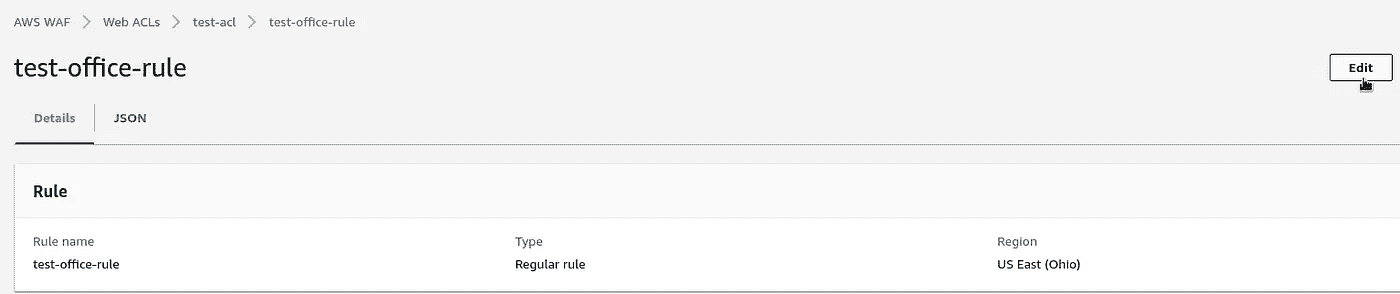 AWS WAF > Web ACLs > test-acl > test-office-rule
test-office-rule
Edit
Details
JSON
Rule
Rule name
Type
Region
test-office-rule
Regular rule
US East (Ohio)